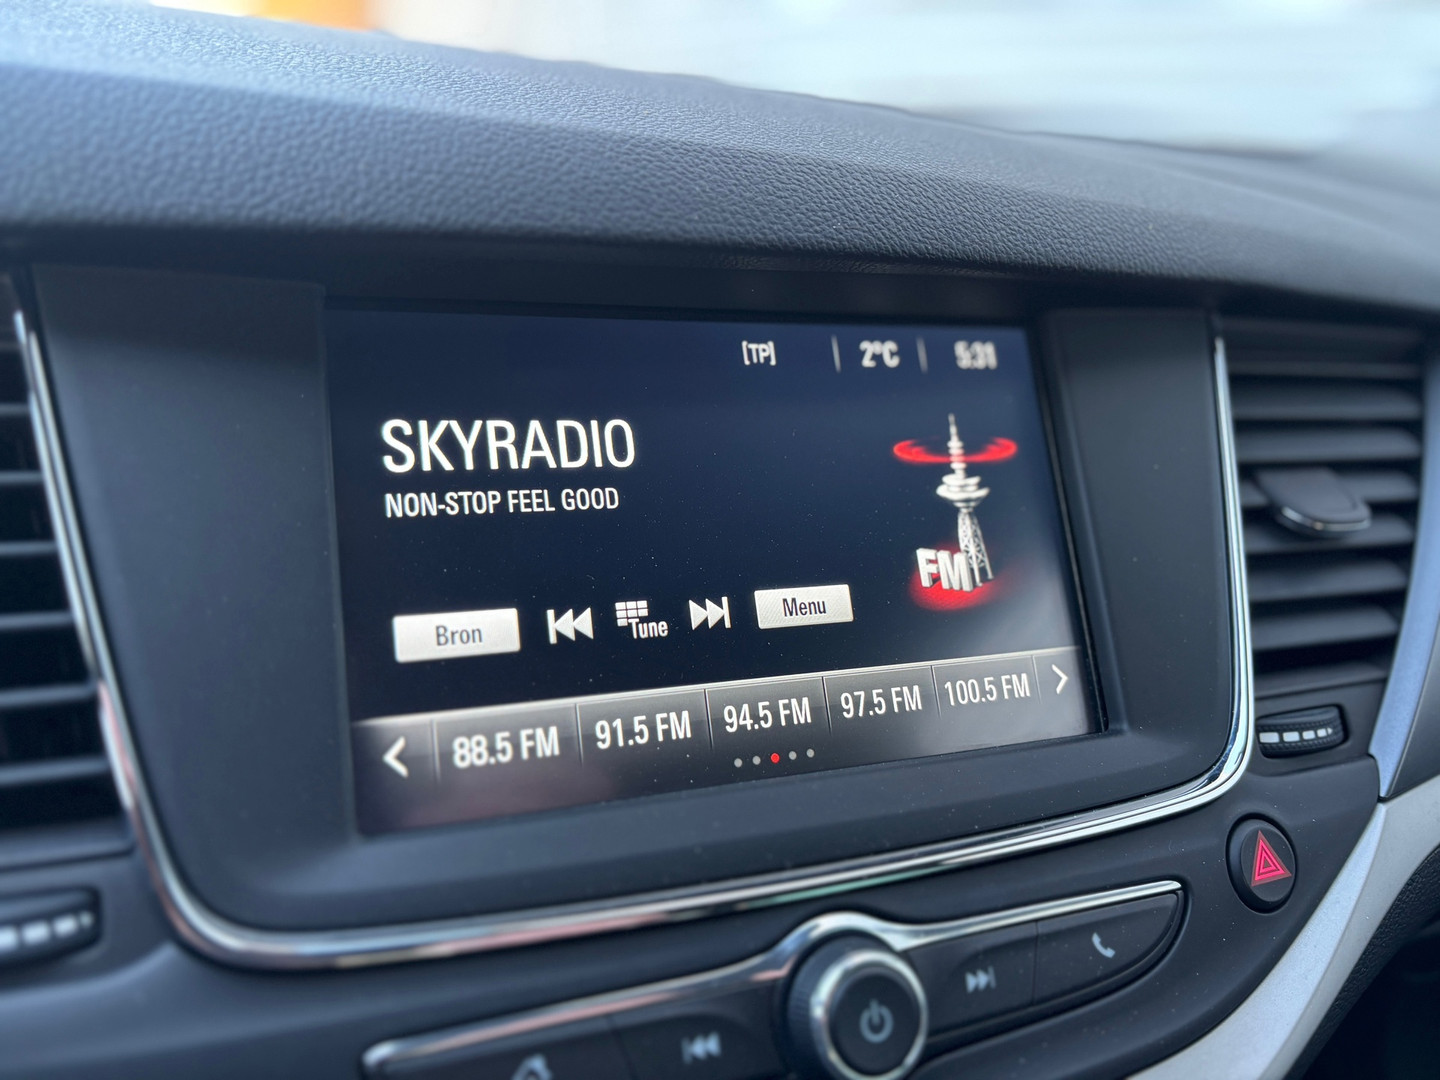 [TP] | 2°C | 5:31
SKYRADIO
NON-STOP FEEL GOOD
FM
Bron Tune Menu
88.5 FM 91.5 FM 94.5 FM 97.5 FM 100.5 FM